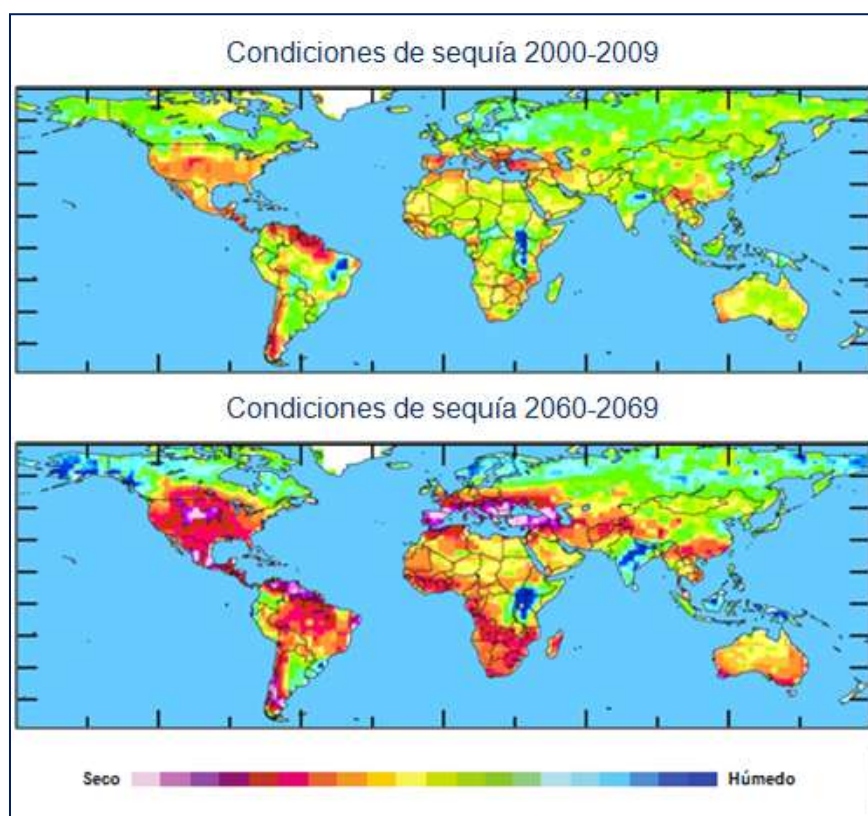 Condiciones de sequía 2000-2009
Condiciones de sequía 2060-2069
Seco Húmedo